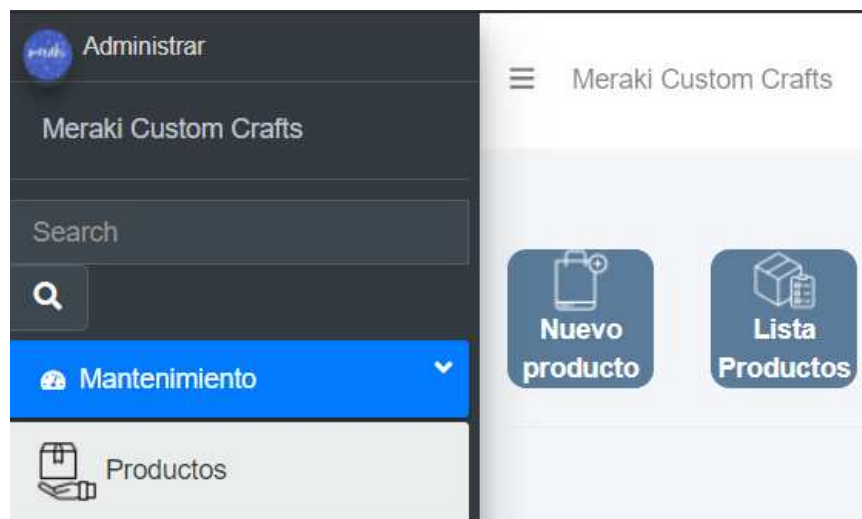 Administrar
Meraki Custom Crafts
Search
Mantenimiento
Productos
Meraki Custom Crafts
Nuevo
producto
Lista
Productos